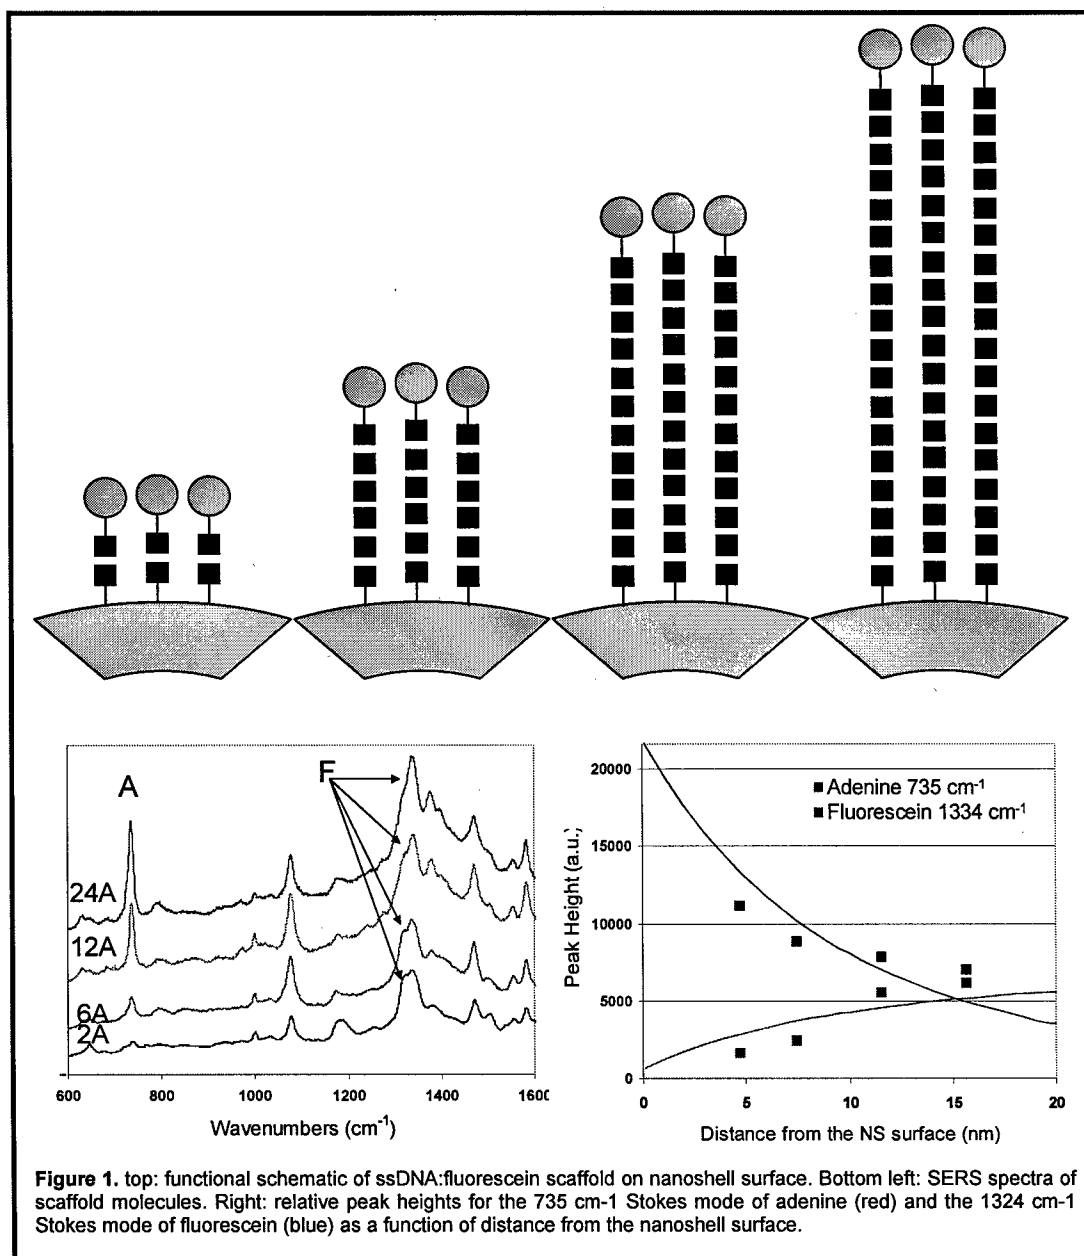 A
F
24A
12A
6A
2A
600 800 1000 1200 1400 1600
Wavenumbers (cm-1)
Adenine 735 cm-1
Fluorescein 1334 cm-1
Peak Height (a.u.)
20000
15000
10000
5000
0
0 5 10 15 20
Distance from the NS surface (nm)
Figure 1. top: functional schematic of ssDNA:fluorescein scaffold on nanoshell surface. Bottom left: SERS spectra of
scaffold molecules. Right: relative peak heights for the 735 cm-1 Stokes mode of adenine (red) and the 1324 cm-1
Stokes mode of fluorescein (blue) as a function of distance from the nanoshell surface.